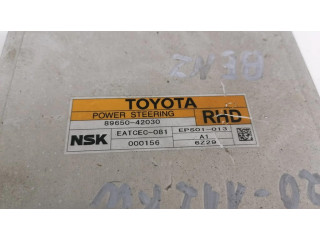 TOYOTA
POWER STEERING
89650-42030
RHD
NSK
EATCEC-081
EPS01-013
000156
A1
6Z29